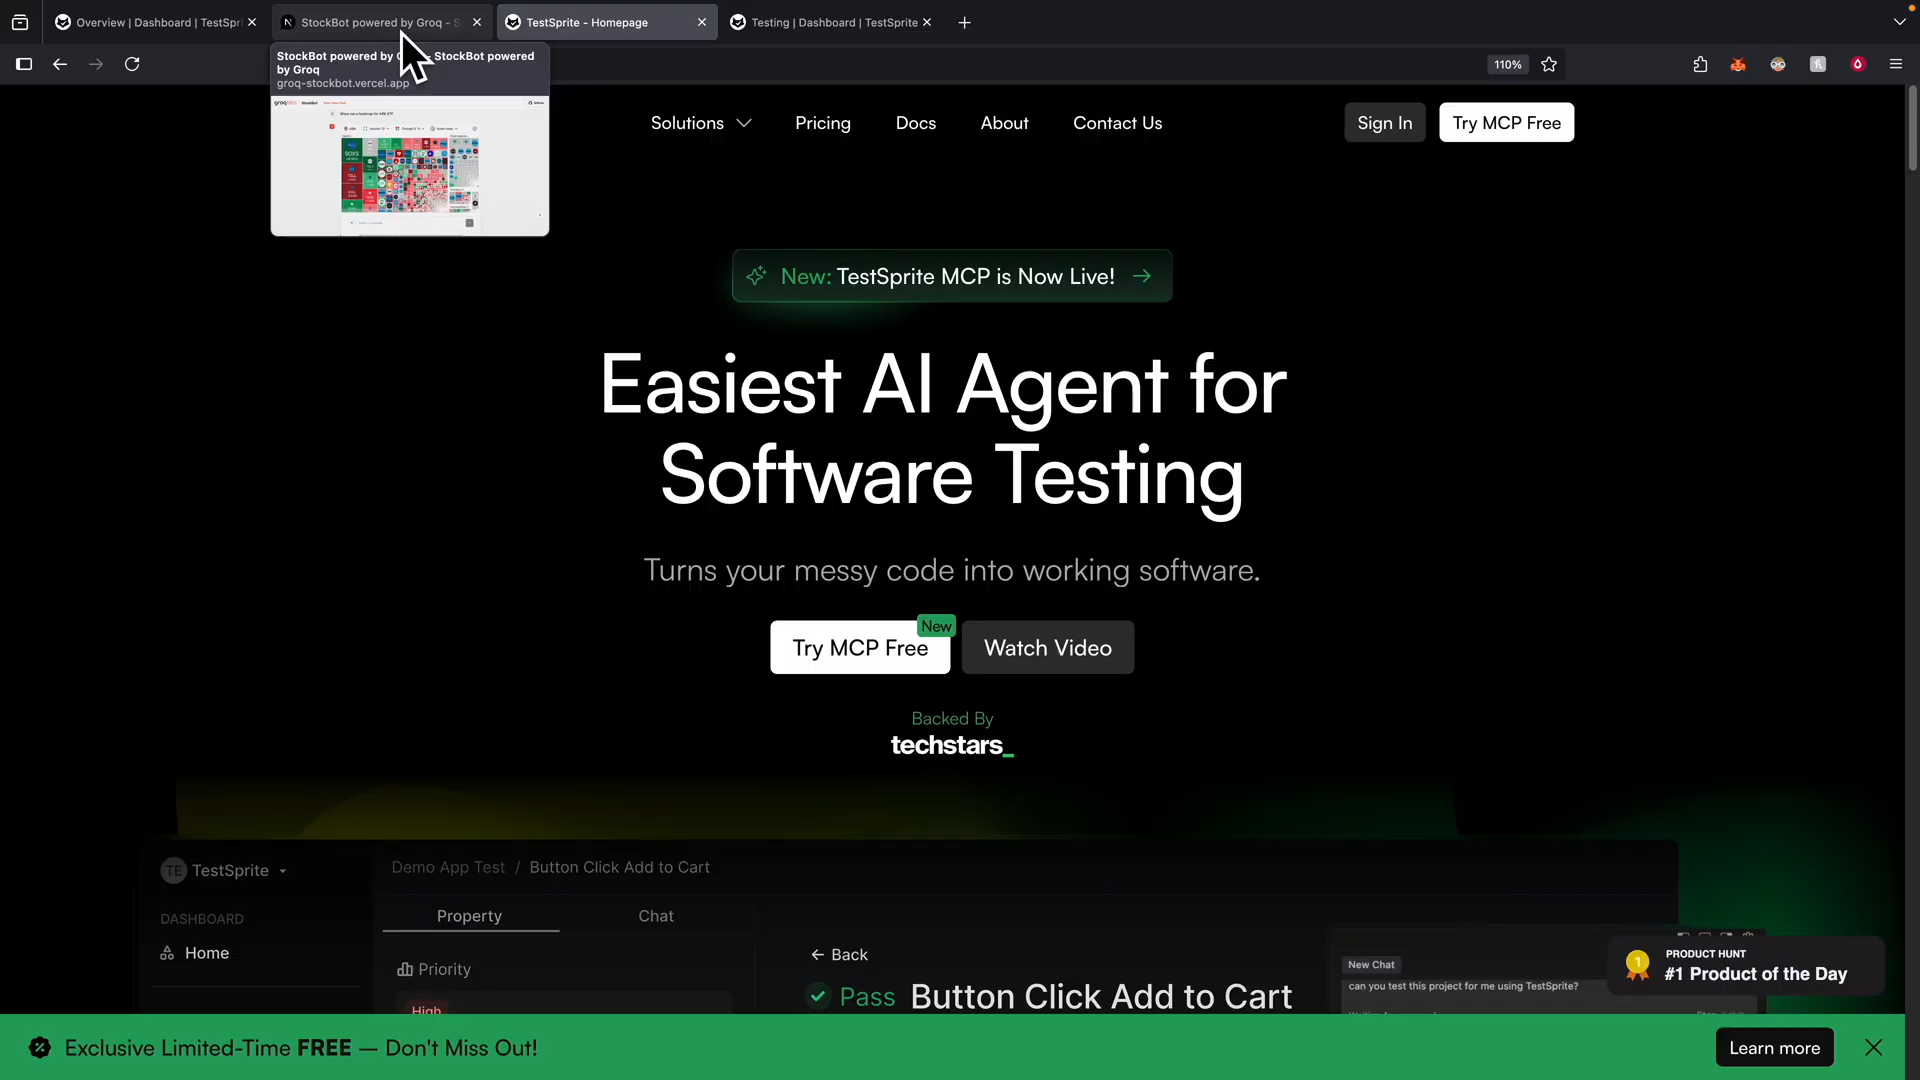 Overview | Dashboard | TestSpri
StockBot powered by Groq - S
TestSprite - Homepage
Testing | Dashboard | TestSprite
StockBot powered by
StockBot powered
by Groq
groq-stockbot.vercel.app
110%
Solutions
Pricing
Docs
About
Contact Us
Sign In
Try MCP Free
New: TestSprite MCP is Now Live!
Easiest AI Agent for
Software Testing
Turns your messy code into working software.
New
Try MCP Free
Watch Video
Backed By
techstars_
TE TestSprite
Demo App Test / Button Click Add to Cart
DASHBOARD
Home
Property
Chat
Priority
High
Back
Pass Button Click Add to Cart
New Chat
can you test this project for me using TestSprite?
1
PRODUCT HUNT
#1 Product of the Day
Exclusive Limited-Time FREE — Don't Miss Out!
Learn more